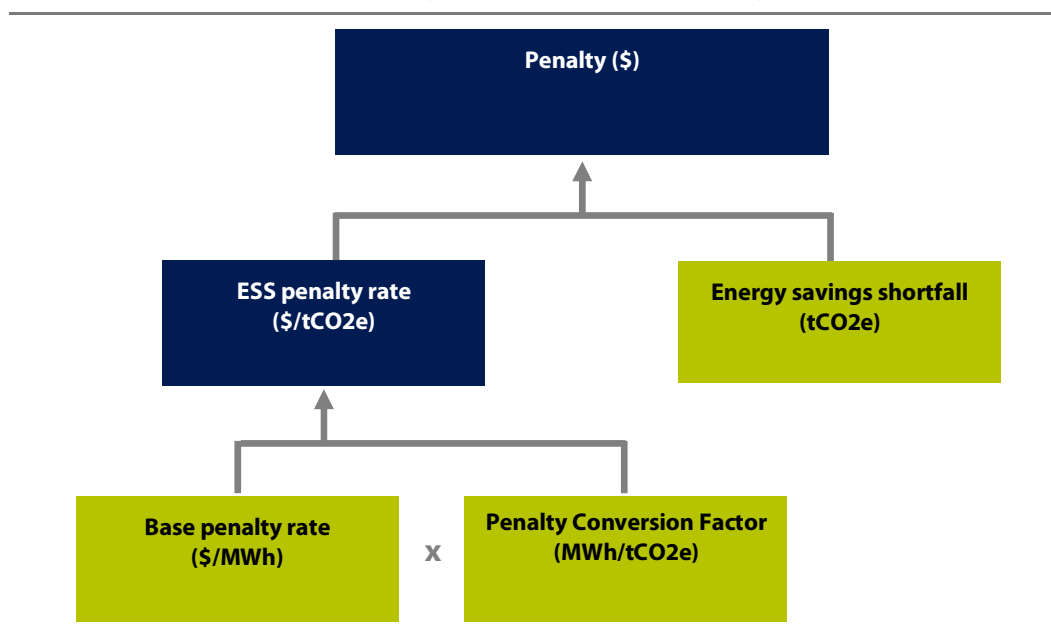 Penalty ($)
ESS penalty rate
($/tCO2e)
Energy savings shortfall
(tCO2e)
Base penalty rate
($/MWh)
x
Penalty Conversion Factor
(MWh/tCO2e)